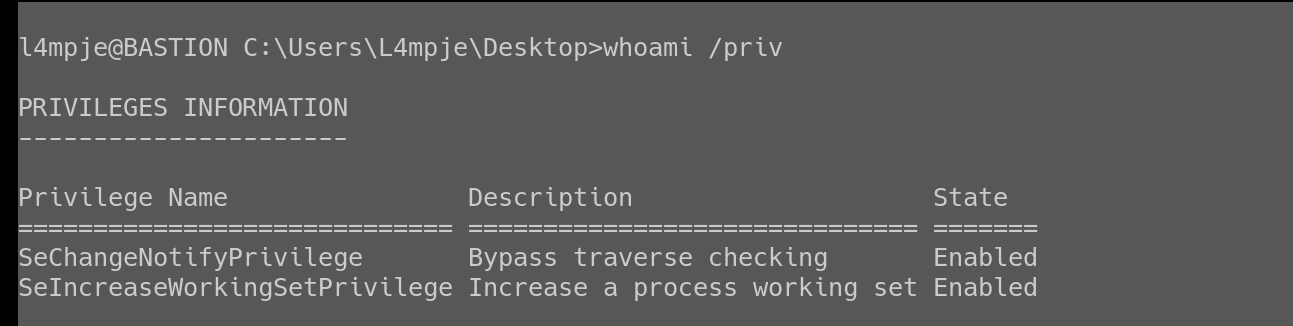 l4mpje@BASTION C:\Users\L4mpje\Desktop>whoami /priv
PRIVILEGES INFORMATION
----------------------
Privilege Name                Description                    State
============================= ============================== =======
SeChangeNotifyPrivilege       Bypass traverse checking       Enabled
SeIncreaseWorkingSetPrivilege Increase a process working set Enabled